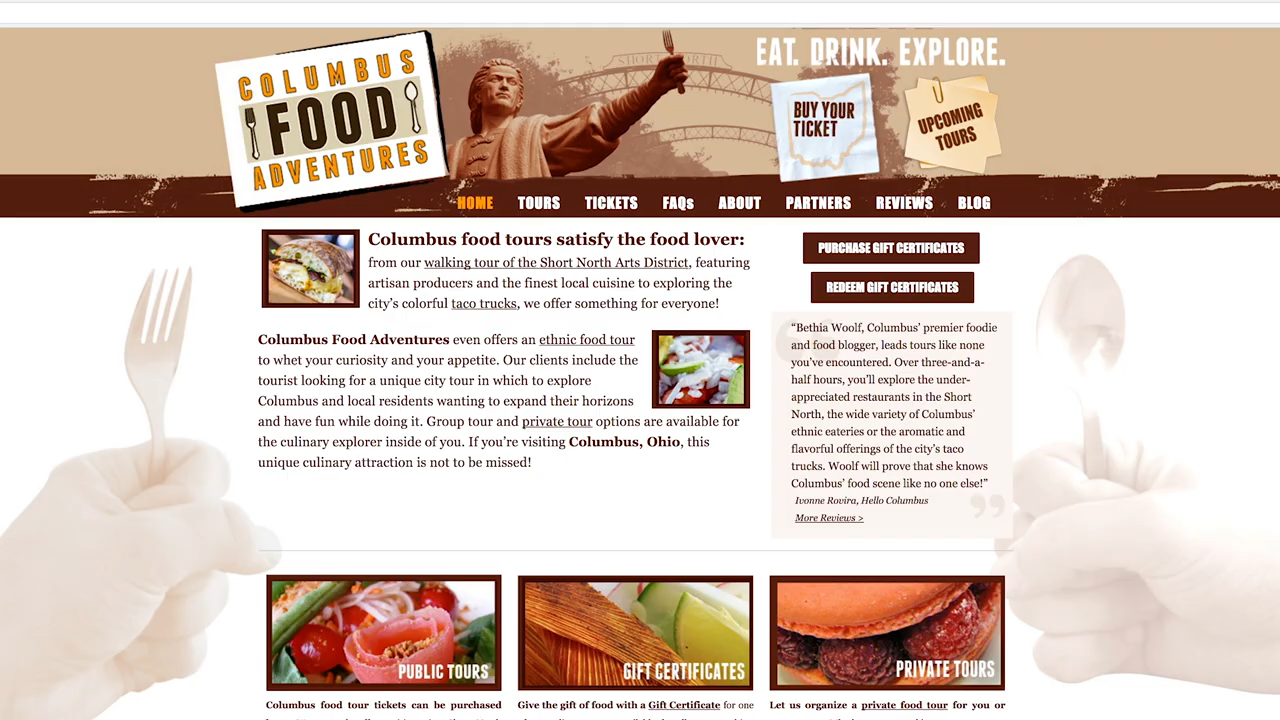 COLUMBUS
FOOD
ADVENTURES
SHORT NORTH
EAT. DRINK. EXPLORE.
BUY YOUR
TICKET
UPCOMING
TOURS
HOME TOURS TICKETS FAQs ABOUT PARTNERS REVIEWS BLOG
Columbus food tours satisfy the food lover:
from our walking tour of the Short North Arts District, featuring
artisan producers and the finest local cuisine to exploring the
city’s colorful taco trucks, we offer something for everyone!
Columbus Food Adventures even offers an ethnic food tour
to whet your curiosity and your appetite. Our clients include the
tourist looking for a unique city tour in which to explore
Columbus and local residents wanting to expand their horizons
and have fun while doing it. Group tour and private tour options are available for
the culinary explorer inside of you. If you’re visiting Columbus, Ohio, this
unique culinary attraction is not to be missed!
PURCHASE GIFT CERTIFICATES
REDEEM GIFT CERTIFICATES
“Bethia Woolf, Columbus’ premier foodie
and food blogger, leads tours like none
you’ve encountered. Over three-and-a-
half hours, you’ll explore the under-
appreciated restaurants in the Short
North, the wide variety of Columbus’
ethnic eateries or the aromatic and
flavorful offerings of the city’s taco
trucks. Woolf will prove that she knows
Columbus’ food scene like no one else!”
Ivonne Rovira, Hello Columbus
More Reviews >
PUBLIC TOURS
GIFT CERTIFICATES
PRIVATE TOURS
Columbus food tour tickets can be purchased
Give the gift of food with a Gift Certificate for one
Let us organize a private food tour for you or